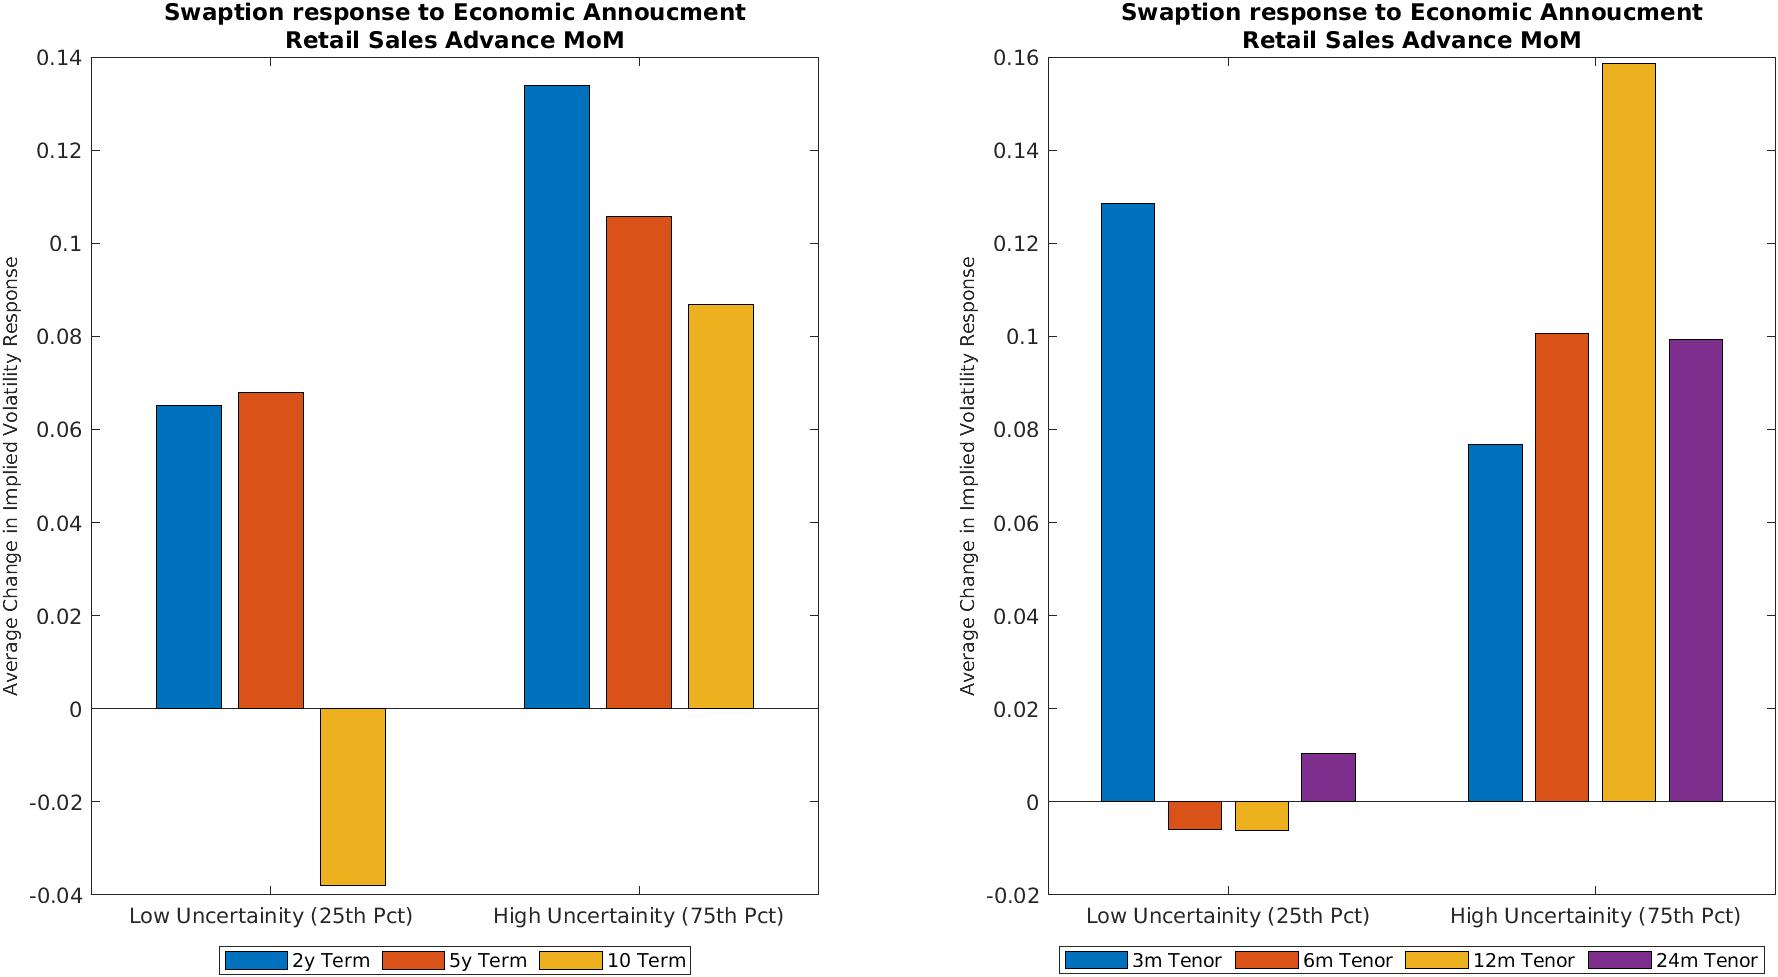 Swaption response to Economic Annoucment
Retail Sales Advance MoM
Average Change in Implied Volatility Response
0.14
0.12
0.1
0.08
0.06
0.04
0.02
0
-0.02
-0.04
Low Uncertainity (25th Pct)
High Uncertainity (75th Pct)
2y Term
5y Term
10 Term
Swaption response to Economic Annoucment
Retail Sales Advance MoM
Average Change in Implied Volatility Response
0.16
0.14
0.12
0.1
0.08
0.06
0.04
0.02
0
-0.02
Low Uncertainity (25th Pct)
High Uncertainity (75th Pct)
3m Tenor
6m Tenor
12m Tenor
24m Tenor